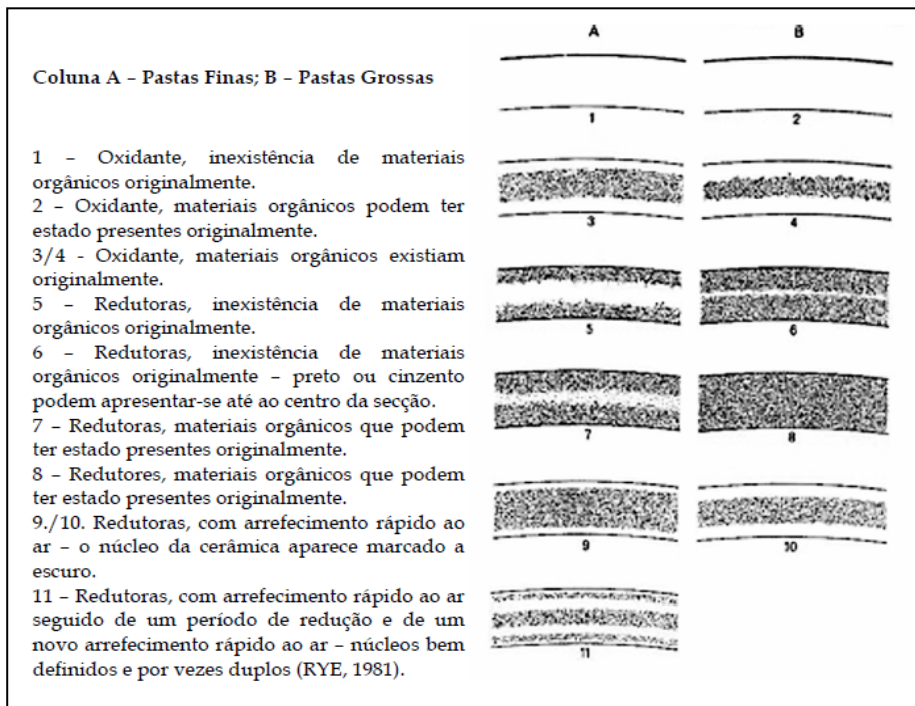 Coluna A – Pastas Finas; B – Pastas Grossas
1 – Oxidante, inexistência de materiais
orgânicos originalmente.
2 – Oxidante, materiais orgânicos podem ter
estado presentes originalmente.
3/4 - Oxidante, materiais orgânicos existiam
originalmente.
5 – Redutoras, inexistência de materiais
orgânicos originalmente.
6 – Redutoras, inexistência de materiais
orgânicos originalmente – preto ou cinzento
podem apresentar-se até ao centro da secção.
7 – Redutoras, materiais orgânicos que podem
ter estado presentes originalmente.
8 – Redutores, materiais orgânicos que podem
ter estado presentes originalmente.
9./10. Redutoras, com arrefecimento rápido ao
ar – o núcleo da cerâmica aparece marcado a
escuro.
11 – Redutoras, com arrefecimento rápido ao ar
seguido de um período de redução e de um
novo arrefecimento rápido ao ar – núcleos bem
definidos e por vezes duplos (RYE, 1981).
A B
1 2
3 4
5 6
7 8
9 10
11